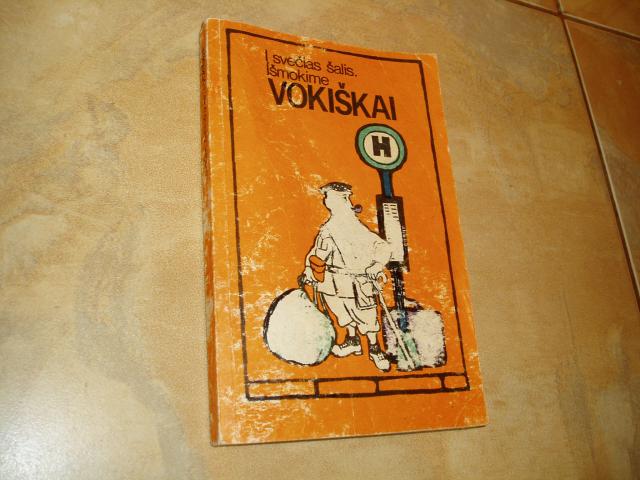 Į svečias šalis.
Išmokime
VOKIŠKAI
H